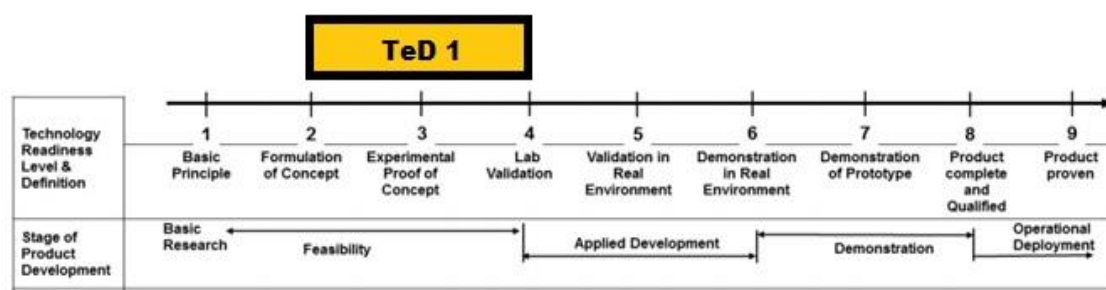 TeD 1
Technology
Readiness
Level &
Definition
1
Basic
Principle
2
Formulation
of Concept
3
Experimental
Proof of
Concept
4
Lab
Validation
5
Validation in
Real
Environment
6
Demonstration
in Real
Environment
7
Demonstration
of Prototype
8
Product
complete
and
Qualified
9
Product
proven
Stage of
Product
Development
Basic
Research
Feasibility
Applied Development
Demonstration
Operational
Deployment